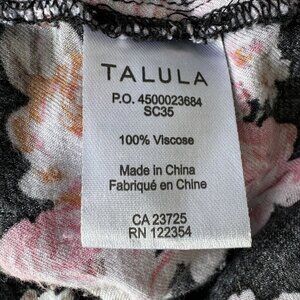 TALULA
P.O. 4500023684
SC35
100% Viscose
Made in China
Fabriqué en Chine
CA 23725
RN 122354